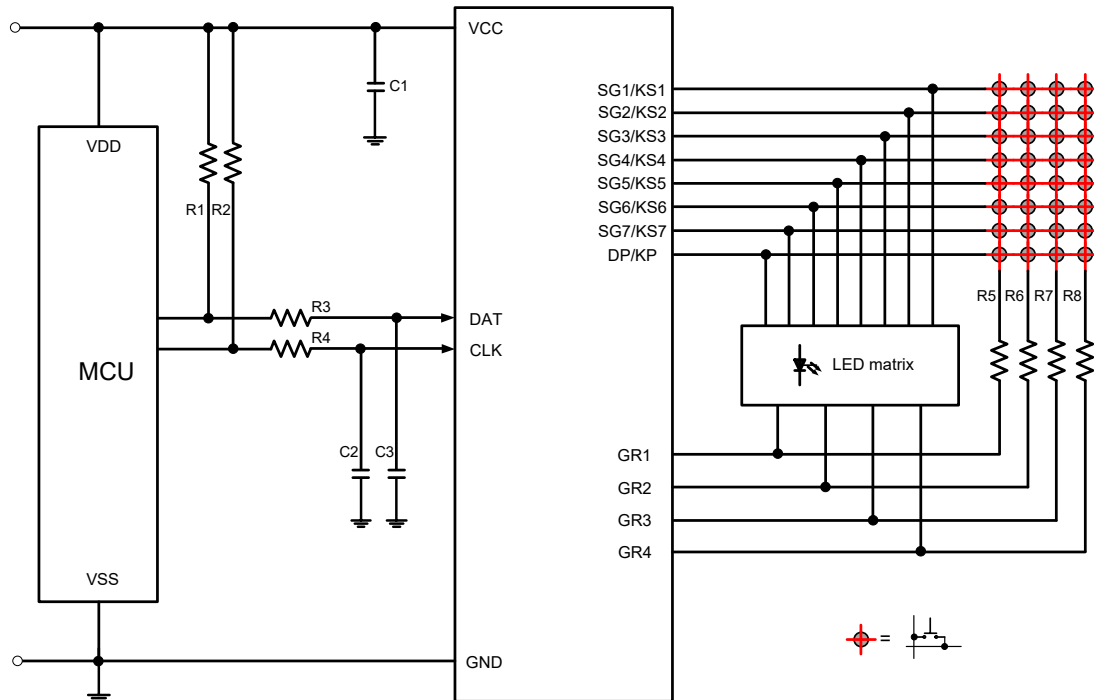 VCC
C1
SG1/KS1
SG2/KS2
SG3/KS3
SG4/KS4
SG5/KS5
SG6/KS6
SG7/KS7
DP/KP
VDD
R1 R2
R3
DAT
R4
CLK
MCU
R5 R6 R7 R8
LED matrix
C2 C3
GR1
GR2
GR3
GR4
VSS
=
GND